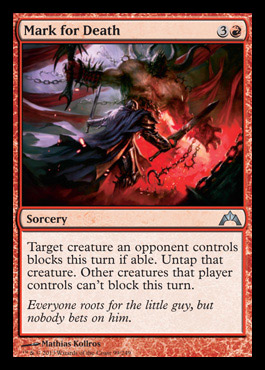 Mark for Death 3
Sorcery
Target creature an opponent controls
blocks this turn if able. Untap that
creature. Other creatures that player
controls can't block this turn.
Everyone roots for the little guy, but
nobody bets on him.
Mathias Kollros